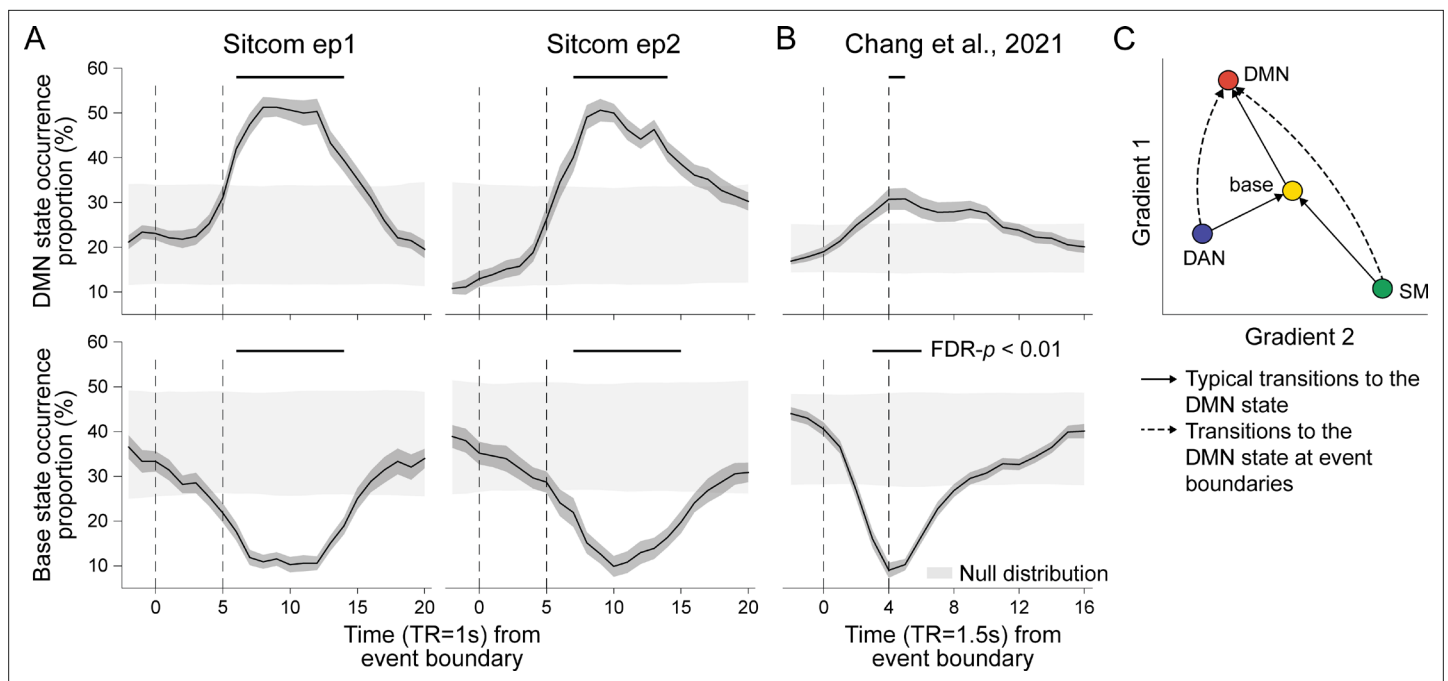 A
Sitcom ep1
Sitcom ep2
B
Chang et al., 2021
C
DMN state occurrence
proportion (%)
60
50
40
30
20
10
Base state occurrence
proportion (%)
60
50
40
30
20
10
FDR-p < 0.01
Null distribution
0 5 10 15 20
0 5 10 15 20
0 4 8 12 16
Time (TR=1s) from
event boundary
Time (TR=1.5s) from
event boundary
Gradient 1
DMN
base
DAN
SM
Gradient 2
Typical transitions to the
DMN state
Transitions to the
DMN state at event
boundaries